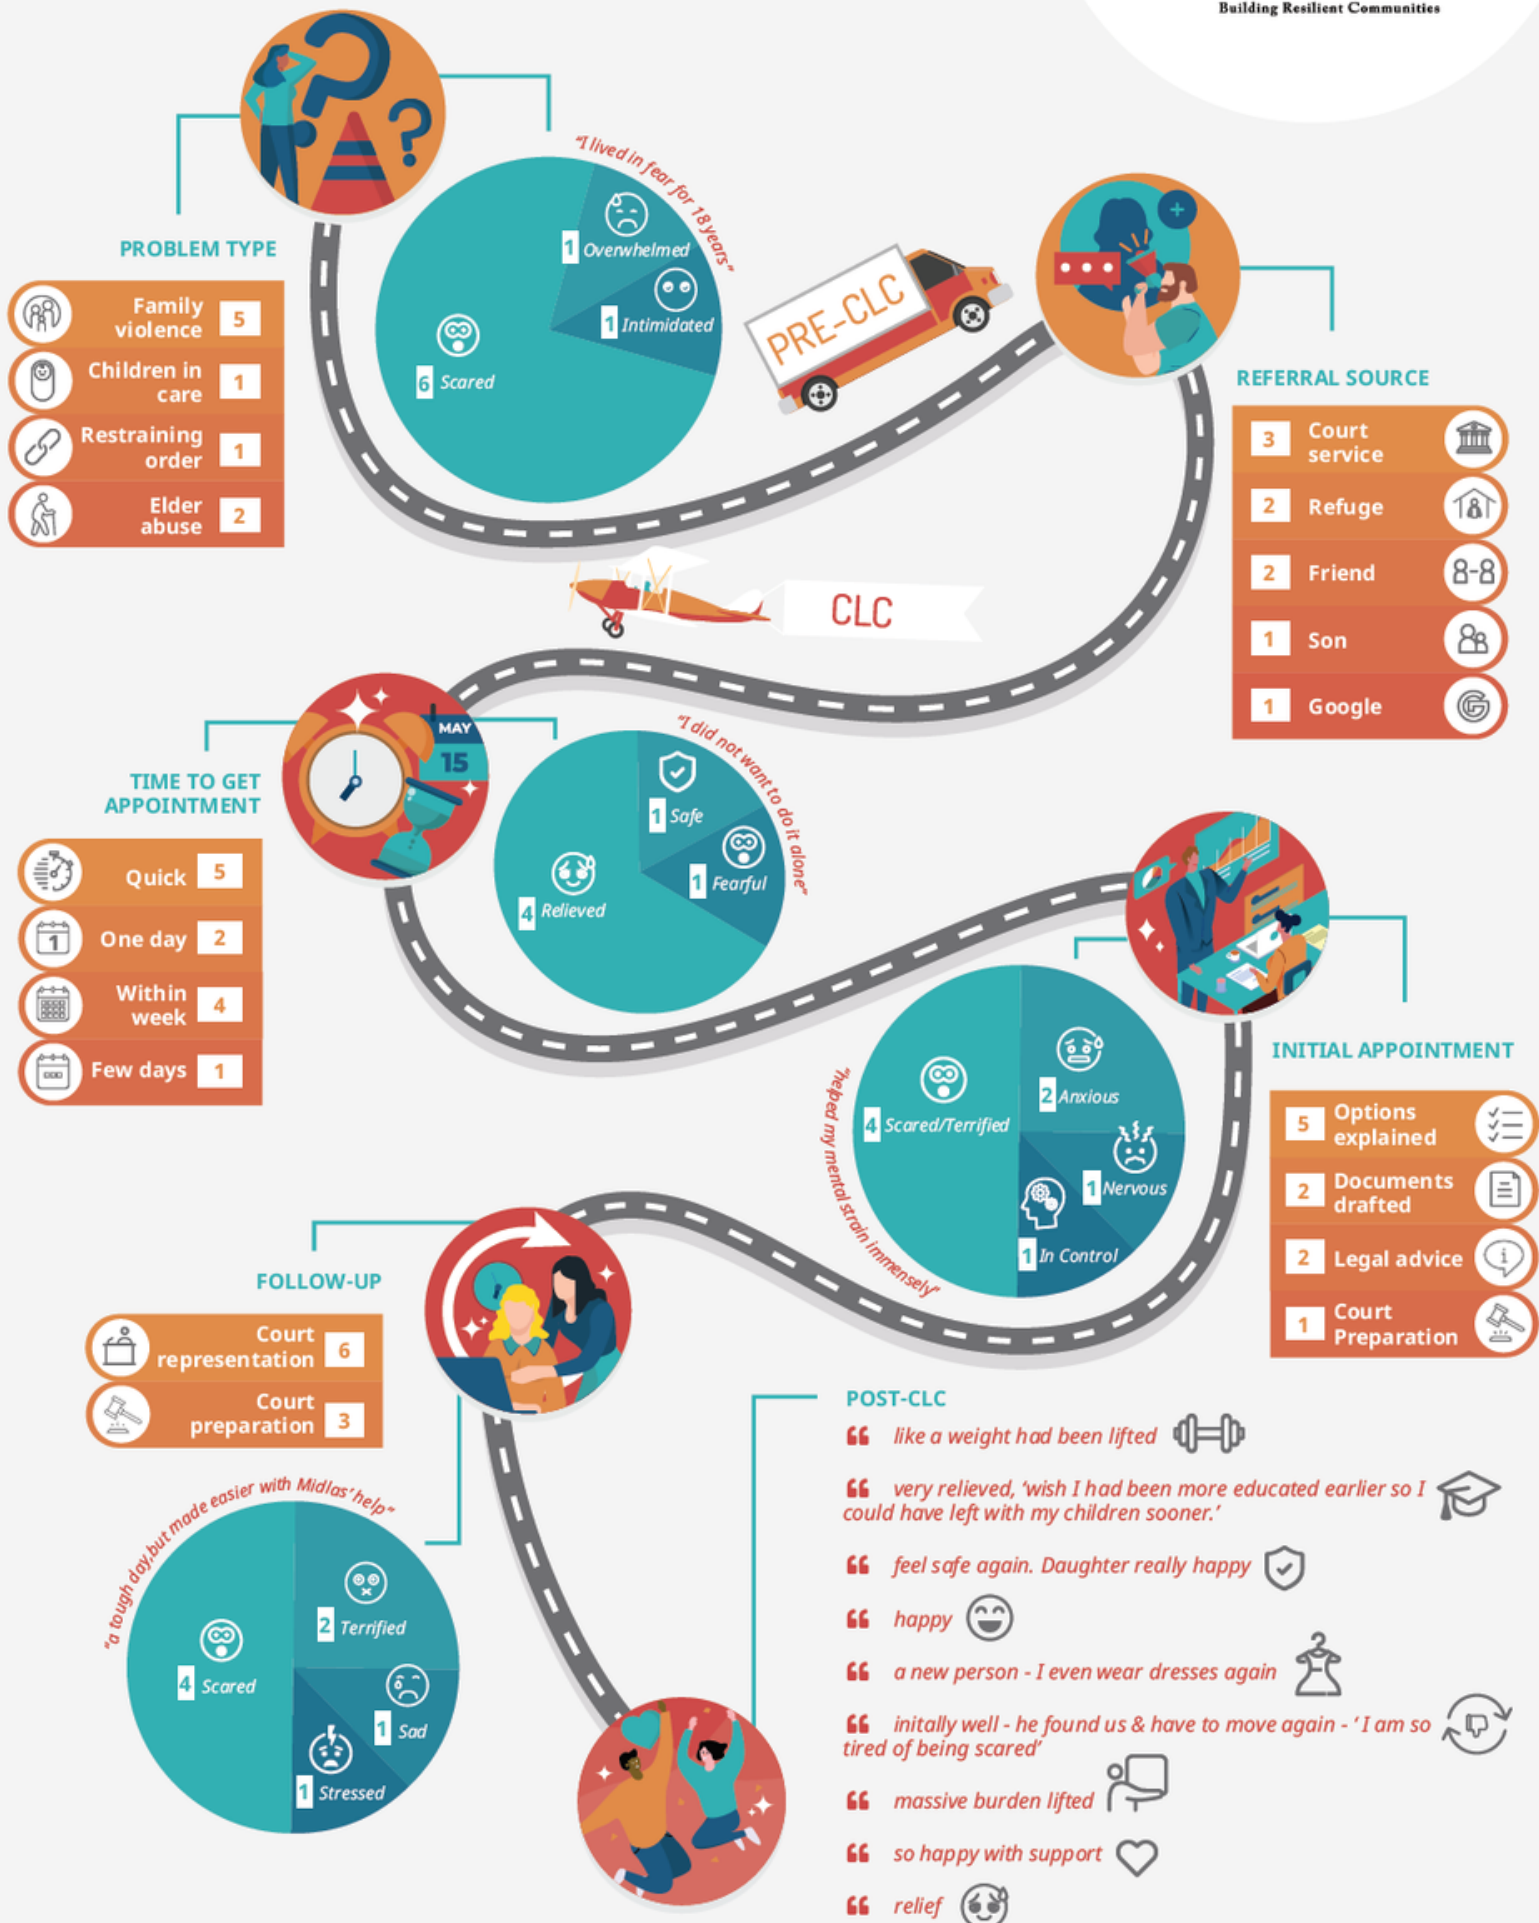 Building Resilient Communities
PROBLEM TYPE
Family
violence
5
Children in
care
1
Restraining
order
1
Elder
abuse
2
"I lived in fear for 18 years"
1 Overwhelmed
1 Intimidated
6 Scared
PRE-CLC
REFERRAL SOURCE
3 Court
service
2 Refuge
2 Friend
1 Son
1 Google
CLC
MAY
15
TIME TO GET
APPOINTMENT
Quick 5
One day 2
Within
week
4
Few days 1
"I did not want to do it alone"
1 Safe
1 Fearful
4 Relieved
INITIAL APPOINTMENT
5 Options
explained
2 Documents
drafted
2 Legal advice
1 Court
Preparation
"helped my mental strain immensely"
4 Scared/Terrified
2 Anxious
1 Nervous
1 In Control
FOLLOW-UP
Court
representation
6
Court
preparation
3
"a tough day,but made easier with Midlas' help"
2 Terrified
4 Scared
1 Sad
1 Stressed
POST-CLC
“ like a weight had been lifted
“ very relieved, ‘wish I had been more educated earlier so I
could have left with my children sooner.’
“ feel safe again. Daughter really happy
“ happy
“ a new person - I even wear dresses again
“ initally well - he found us & have to move again - ‘ I am so
tired of being scared’
“ massive burden lifted
“ so happy with support
“ relief